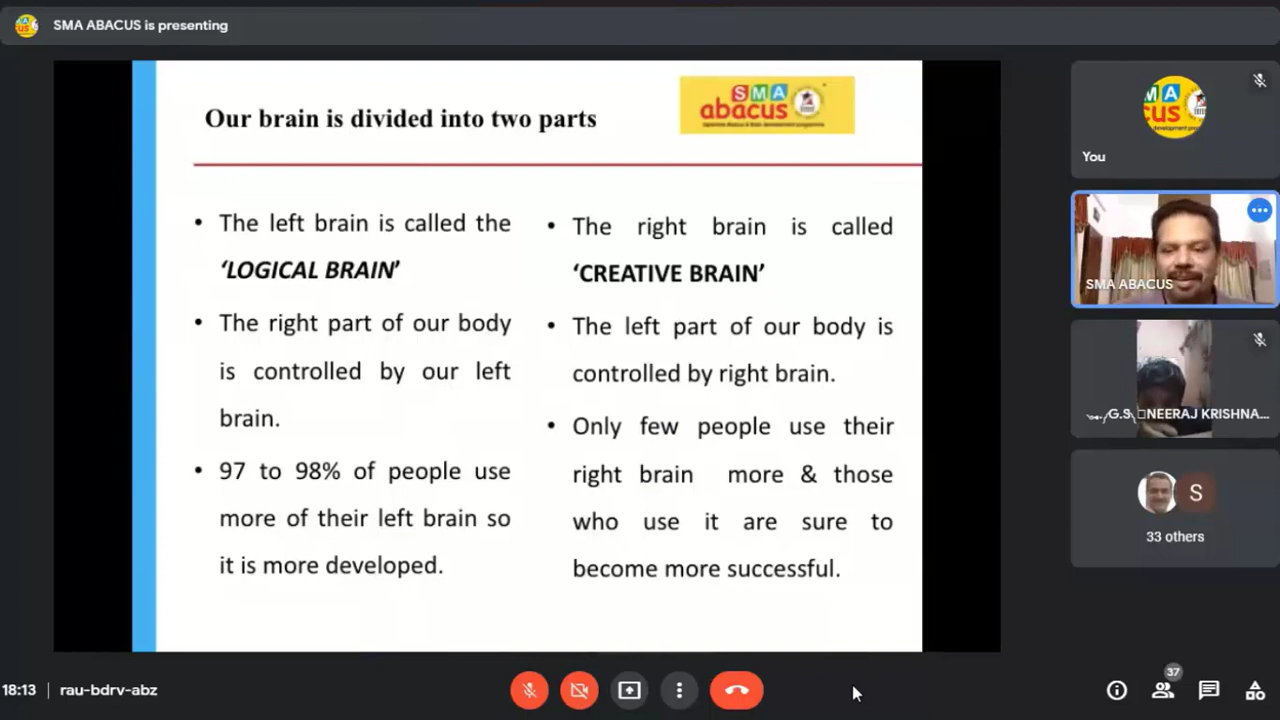 SMA ABACUS is presenting
Our brain is divided into two parts
SMA
abacus
The left brain is called the
‘LOGICAL BRAIN’
The right part of our body
is controlled by our left
brain.
97 to 98% of people use
more of their left brain so
it is more developed.
The right brain is called
‘CREATIVE BRAIN’
The left part of our body is
controlled by right brain.
Only few people use their
right brain more & those
who use it are sure to
become more successful.
You
SMA ABACUS
NEERAJ KRISHNA...
S
33 others
18:13 rau-bdrv-abz
37